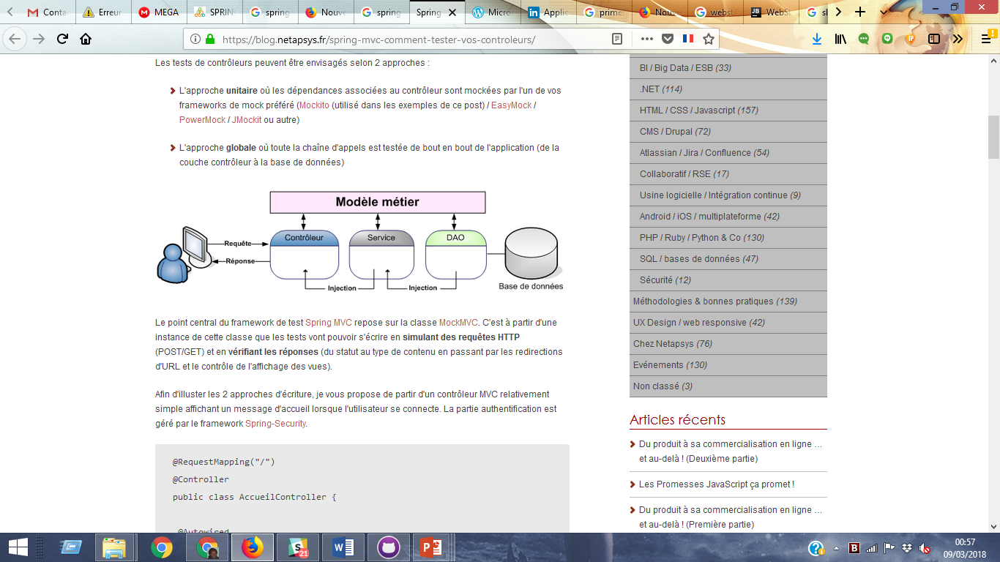 Conta
Erreur
MEGA
SPRIN
spring
Nouve
spring
Spring
Micro
Applic
prime
Nouv
webst
WebSt
sl
https://blog.netapsys.fr/spring-mvc-comment-tester-vos-controleurs/
Les tests de contrôleurs peuvent être envisagés selon 2 approches :
L'approche unitaire où les dépendances associées au contrôleur sont mockées par l'un de vos
frameworks de mock préféré (Mockito (utilisé dans les exemples de ce post) / EasyMock /
PowerMock / JMockit ou autre)
L'approche globale où toute la chaîne d'appels est testée de bout en bout de l'application (de la
couche contrôleur à la base de données)
Modèle métier
Contrôleur
Service
DAO
Requête
Réponse
Injection
Injection
Base de données
Le point central du framework de test Spring MVC repose sur la classe MockMVC. C'est à partir d'une
instance de cette classe que les tests vont pouvoir s'écrire en simulant des requêtes HTTP
(POST/GET) et en vérifiant les réponses (du statut au type de contenu en passant par les redirections
d'URL et le contrôle de l'affichage des vues).
Afin d'illuster les 2 approches d'écriture, je vous propose de partir d'un contrôleur MVC relativement
simple affichant un message d'accueil lorsque l'utilisateur se connecte. La partie authentification est
géré par le framework Spring-Security.
@RequestMapping("/")
@Controller
public class AccueilController {
@Autowired
BI / Big Data / ESB (33)
.NET (114)
HTML / CSS / Javascript (157)
CMS / Drupal (72)
Atlassian / Jira / Confluence (54)
Collaboratif / RSE (17)
Usine logicielle / Intégration continue (9)
Android / iOS / multiplateforme (42)
PHP / Ruby / Python & Co (130)
SQL / bases de données (47)
Sécurité (12)
Méthodologies & bonnes pratiques (139)
UX Design / web responsive (42)
Chez Netapsys (76)
Evénements (130)
Non classé (3)
Articles récents
Du produit à sa commercialisation en ligne …
et au-delà ! (Deuxième partie)
Les Promesses JavaScript ça promet !
Du produit à sa commercialisation en ligne …
et au-delà ! (Première partie)
21
00:57
09/03/2018